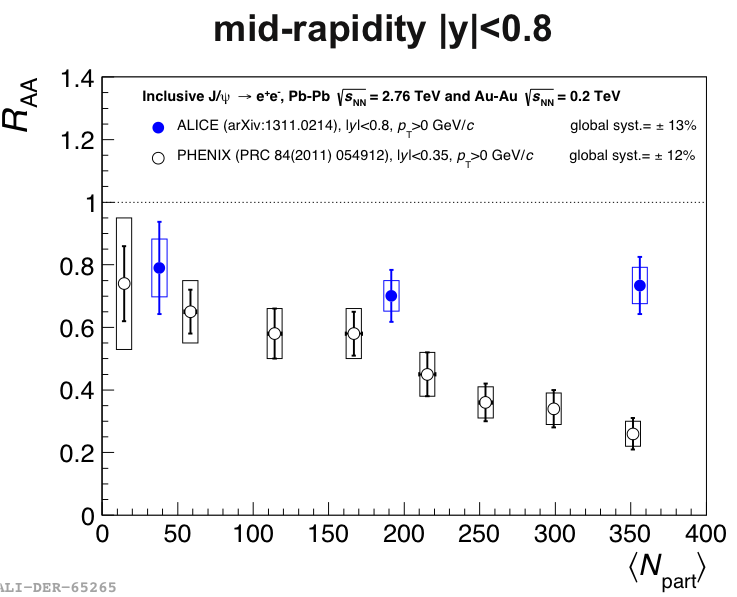 mid-rapidity |y|<0.8
R_AA
1.4
Inclusive J/ψ → e⁺e⁻, Pb-Pb √s_NN = 2.76 TeV and Au-Au √s_NN = 0.2 TeV
ALICE (arXiv:1311.0214), |y|<0.8, p_T>0 GeV/c global syst.= ± 13%
1.2
PHENIX (PRC 84(2011) 054912), |y|<0.35, p_T>0 GeV/c global syst.= ± 12%
1
0.8
0.6
0.4
0.2
0
0 50 100 150 200 250 300 350 400
⟨N_part⟩
ALI-DER-65265